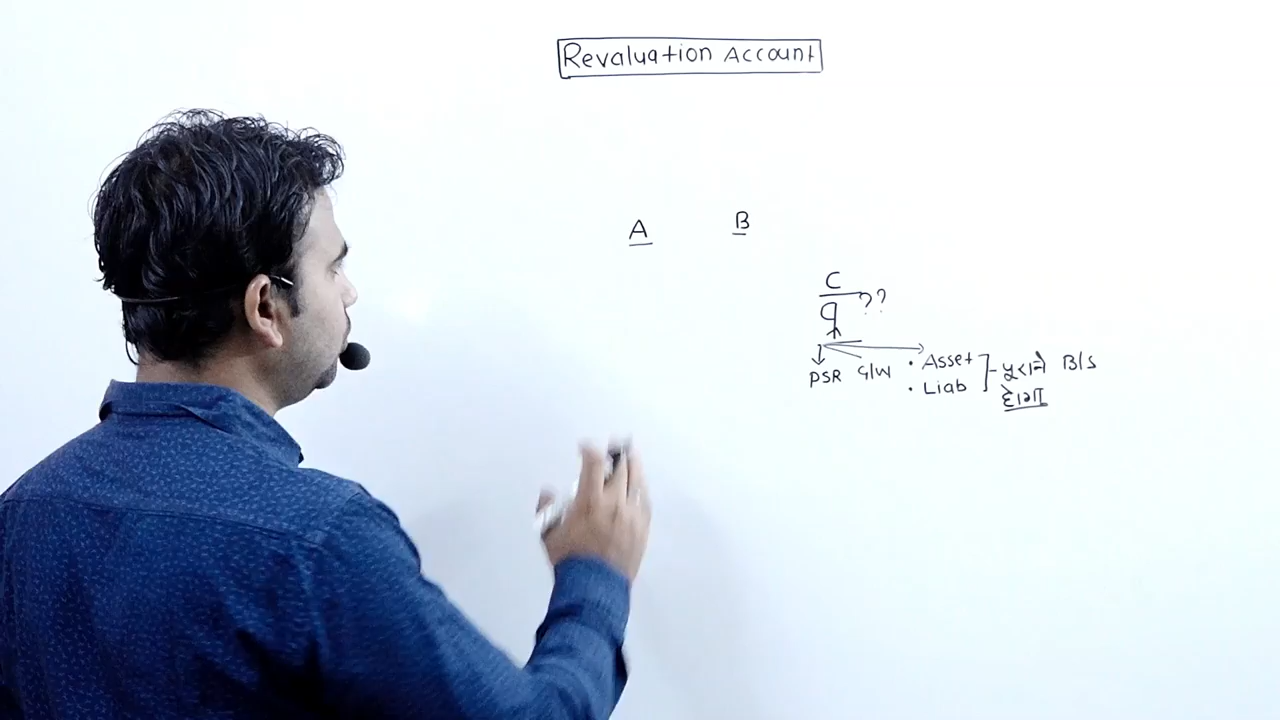 Revaluation Account
A B
C
??
PSR G/W • Asset
• Liab
पुराने B/S
होगा